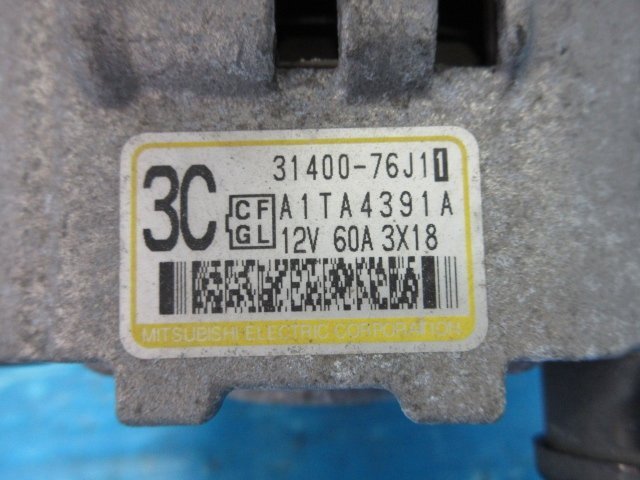 3C
31400-76J11
CF A1TA4391A
GL 12V 60A 3X18
MITSUBISHI ELECTRIC CORPORATION